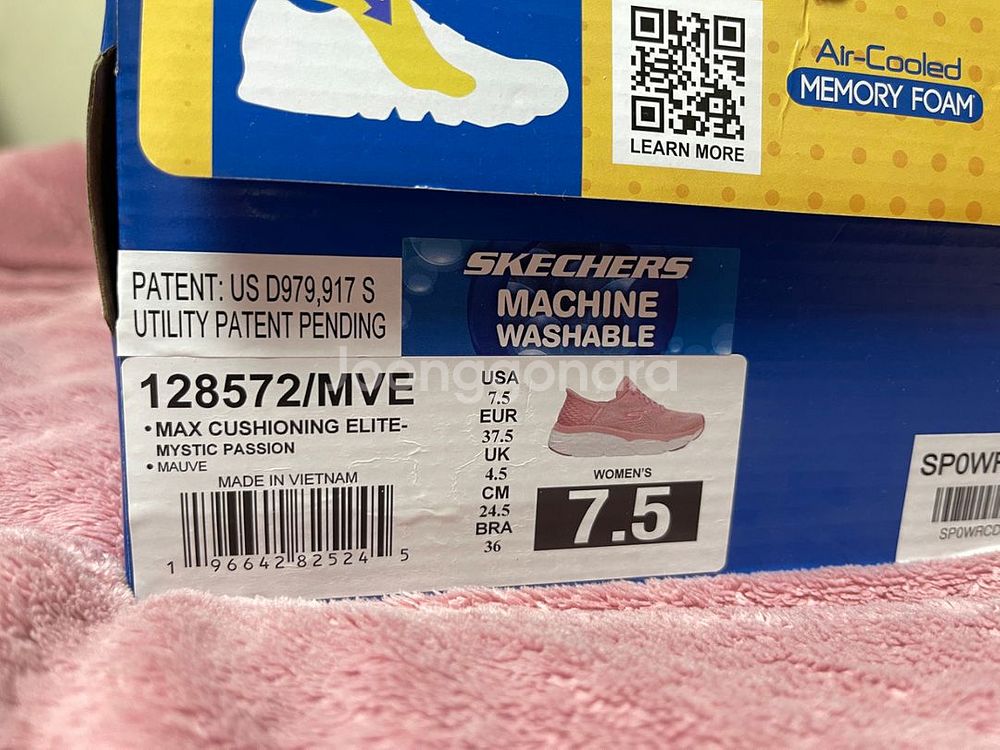 Air-Cooled
MEMORY FOAM
LEARN MORE
PATENT: US D979,917 S
UTILITY PATENT PENDING
SKECHERS
MACHINE
WASHABLE
Joonggonara
128572/MVE
•MAX CUSHIONING ELITE-
MYSTIC PASSION
•MAUVE
MADE IN VIETNAM
1 96642 82524 5
USA
7.5
EUR
37.5
UK
4.5
CM
24.5
BRA
36
WOMEN'S
7.5